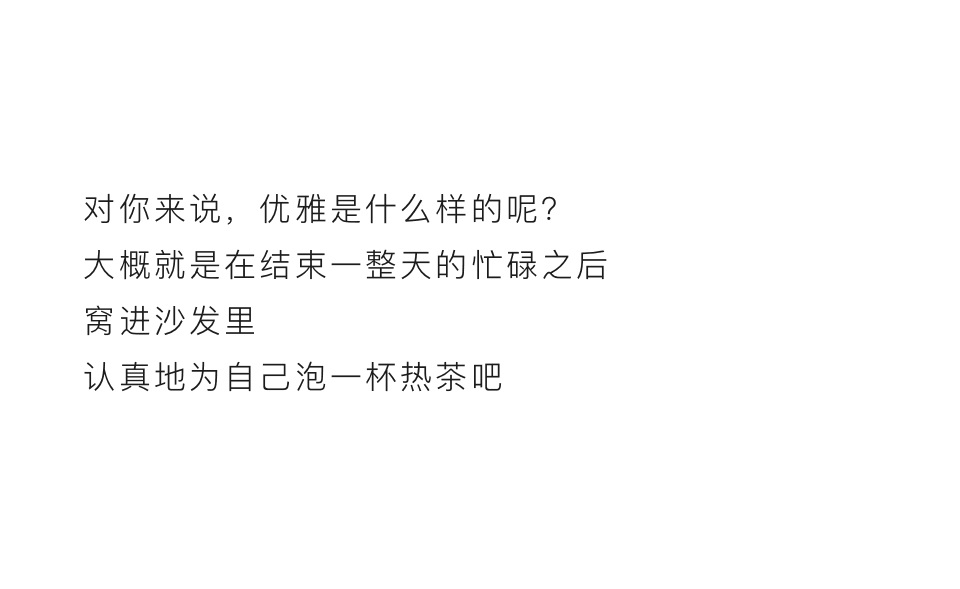 对你来说，优雅是什么样的呢？
大概就是在结束一整天的忙碌之后
窝进沙发里
认真地为自己泡一杯热茶吧